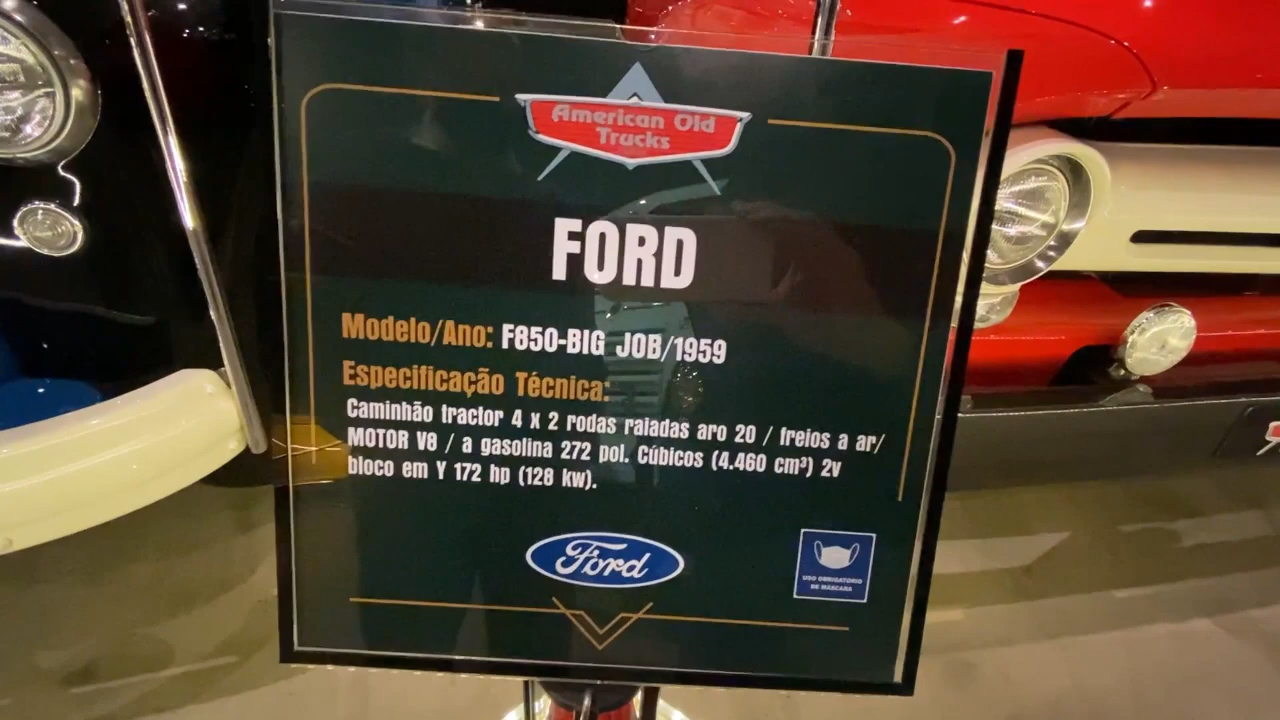 American Old
Trucks
FORD
Modelo/Ano: F850-BIG JOB/1959
Especificação Técnica:
Caminhão tractor 4 x 2 rodas raiadas aro 20 / freios a ar/
MOTOR V8 / a gasolina 272 pol. Cúbicos (4.460 cm³) 2v
bloco em Y 172 hp (128 kw).
Ford
USO OBRIGATÓRIO
DE MÁSCARA